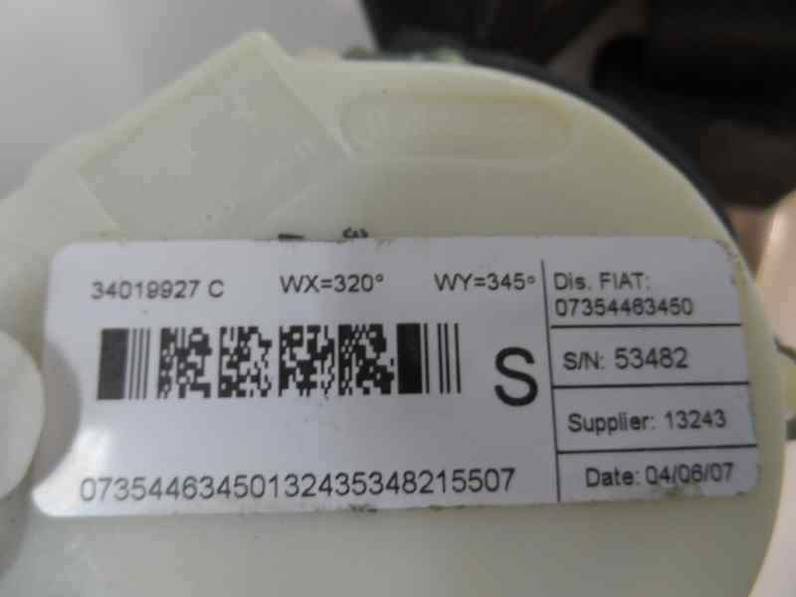 34019927 C WX=320° WY=345°
S
07354463450132435348215507
Dis. FIAT:
07354463450
S/N: 53482
Supplier: 13243
Date: 04/06/07